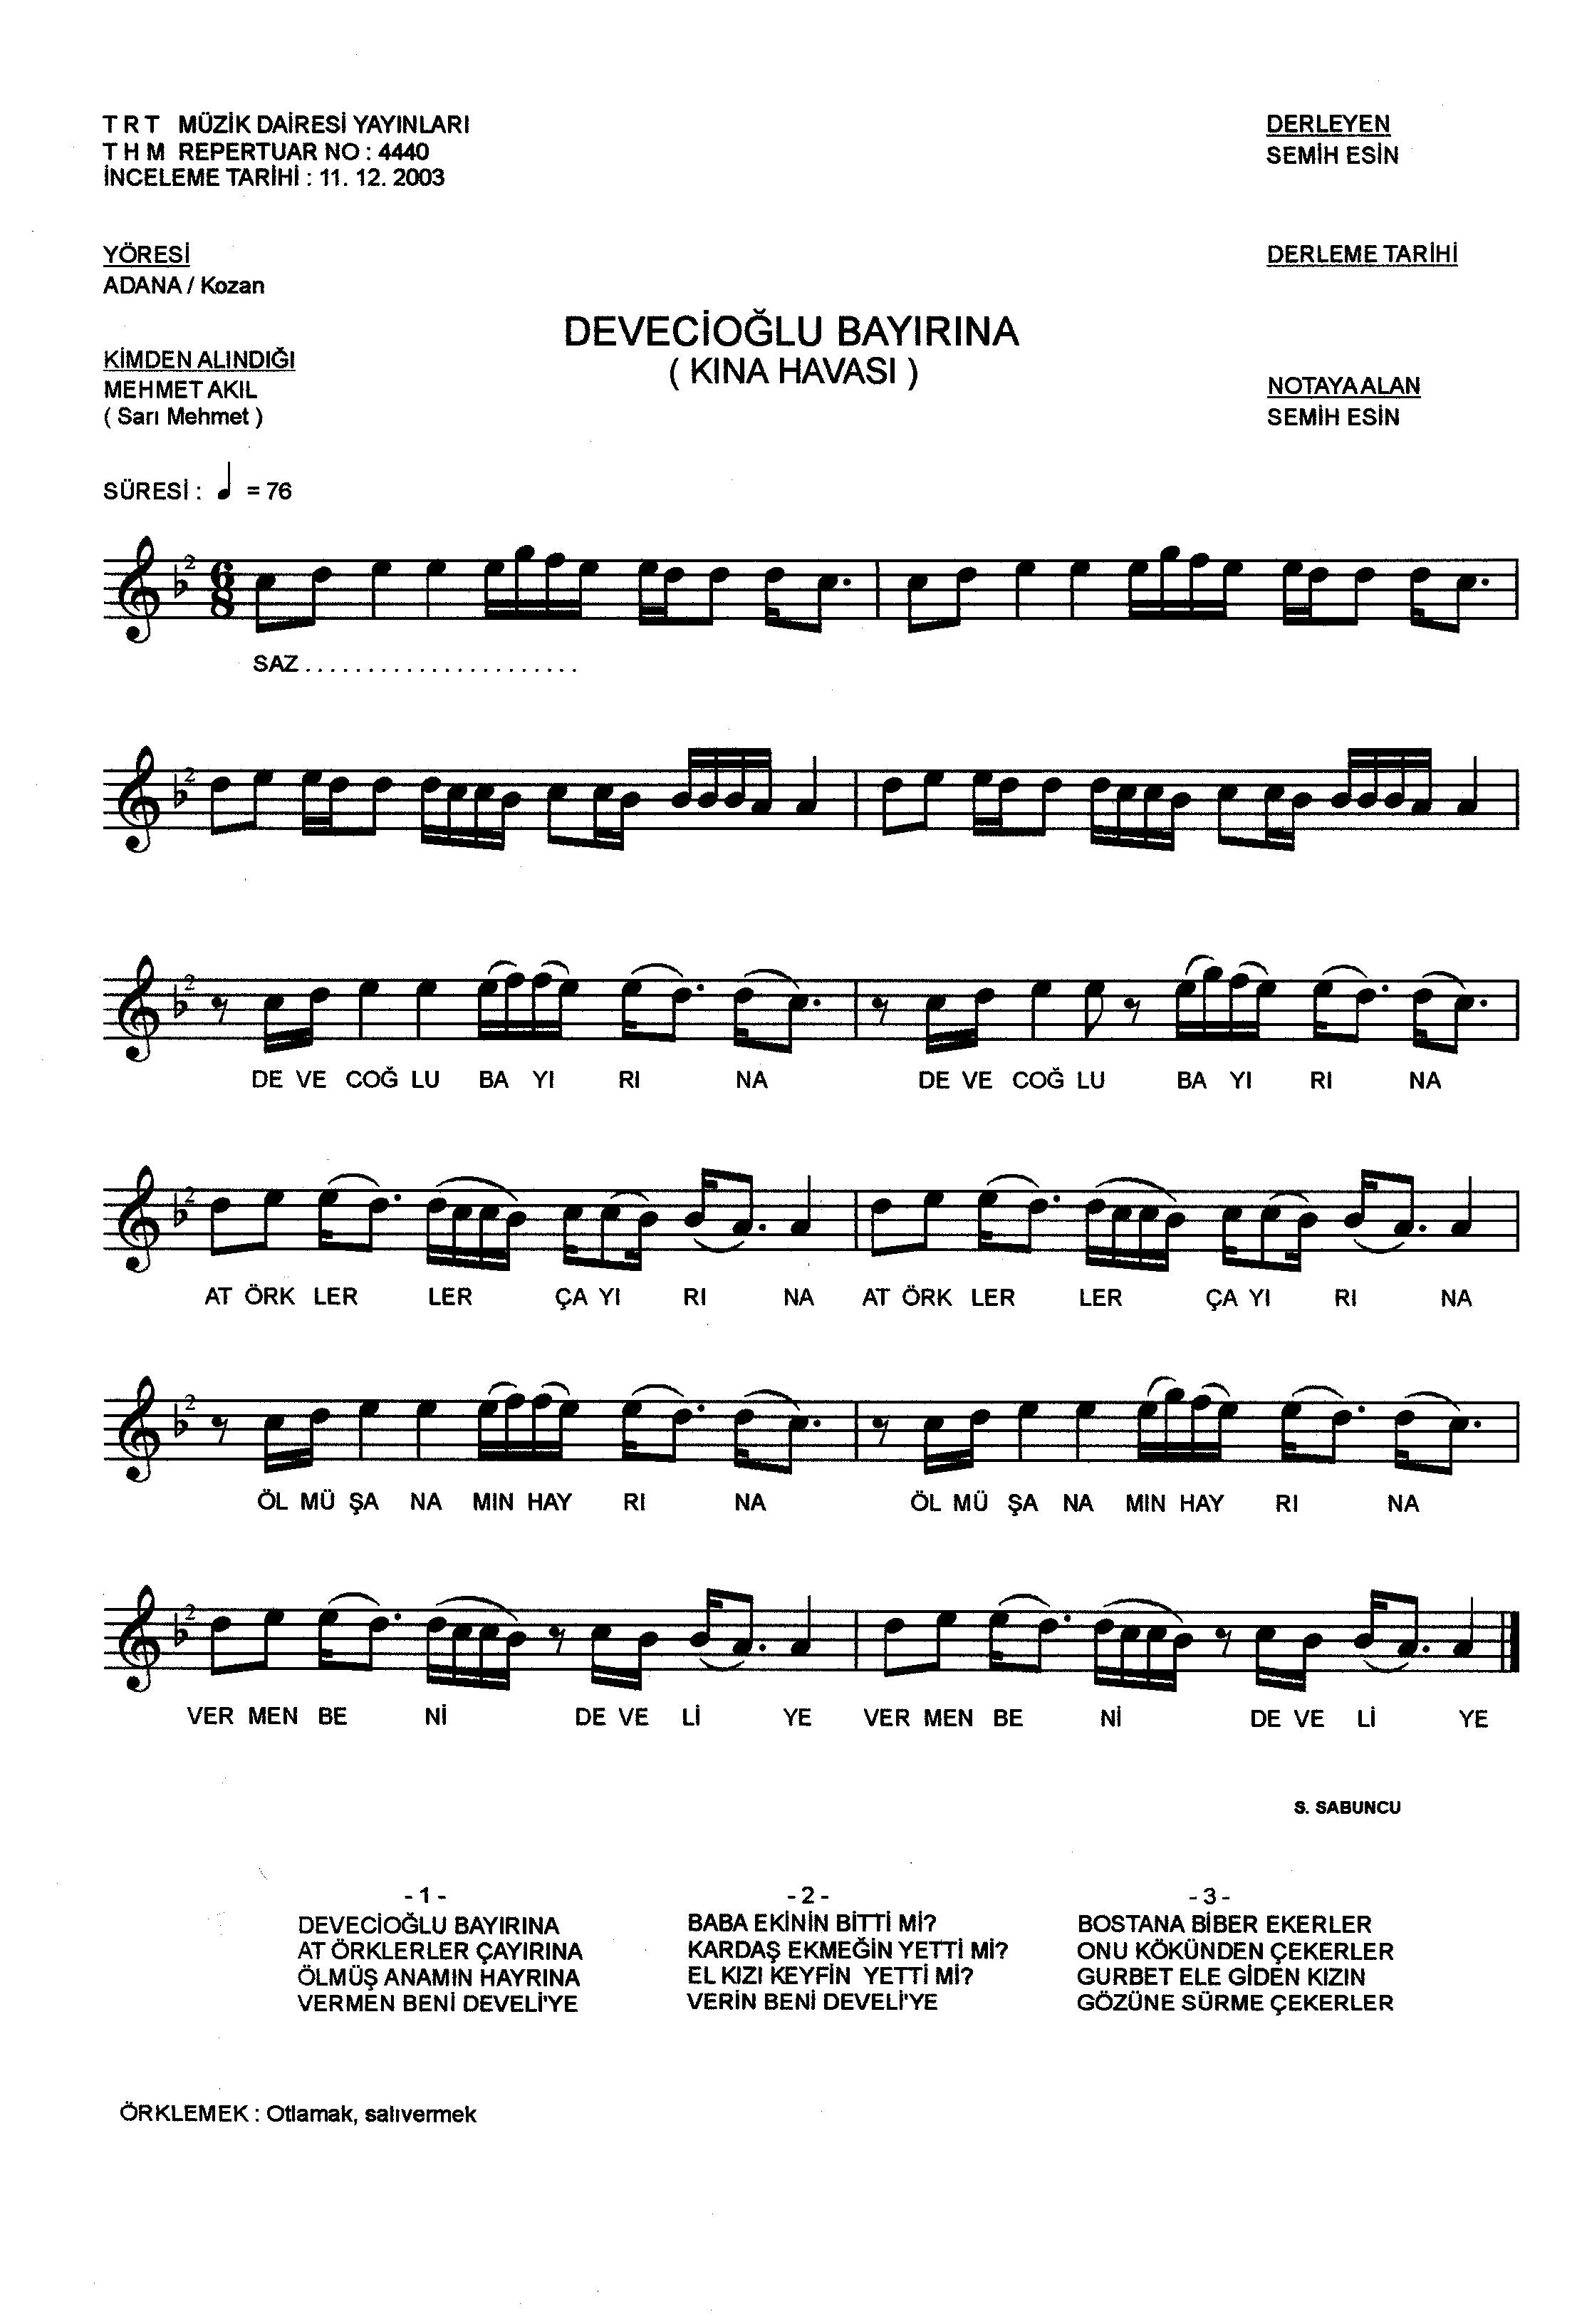 T R T MÜZİK DAİRESİ YAYINLARI
T H M REPERTUAR NO : 4440
İNCELEME TARİHİ : 11. 12. 2003
DERLEYEN
SEMİH ESİN
YÖRESİ
ADANA / Kozan
DERLEME TARİHİ
DEVECİOĞLU BAYIRINA
( KINA HAVASI )
KİMDEN ALINDIĞI
MEHMET AKIL
( Sarı Mehmet )
NOTAYA ALAN
SEMİH ESİN
SÜRESİ : ♩ = 76
2 6 8
SAZ . . . . . . . . . . . . . . . . . . . . . .
2
2
DE VE COĞ LU BA YI RI NA DE VE COĞ LU BA YI RI NA
2
AT ÖRK LER LER ÇA YI RI NA AT ÖRK LER LER ÇA YI RI NA
2
ÖL MÜ ŞA NA MIN HAY RI NA ÖL MÜ ŞA NA MIN HAY RI NA
2
VER MEN BE Nİ DE VE Lİ YE VER MEN BE Nİ DE VE Lİ YE
S. SABUNCU
- 1 -
DEVECİOĞLU BAYIRINA
AT ÖRKLERLER ÇAYIRINA
ÖLMÜŞ ANAMIN HAYRINA
VERMEN BENİ DEVELİ'YE
- 2 -
BABA EKİNİN BİTTİ Mİ?
KARDAŞ EKMEĞİN YETTİ Mİ?
EL KIZI KEYFİN YETTİ Mİ?
VERİN BENİ DEVELİ'YE
- 3 -
BOSTANA BİBER EKERLER
ONU KÖKÜNDEN ÇEKERLER
GURBET ELE GİDEN KIZIN
GÖZÜNE SÜRME ÇEKERLER
ÖRKLEMEK : Otlamak, salıvermek